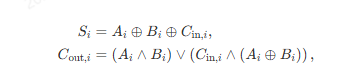 S_i = A_i ⊕ B_i ⊕ C_{in,i},
C_{out,i} = (A_i ∧ B_i) ∨ (C_{in,i} ∧ (A_i ⊕ B_i)),